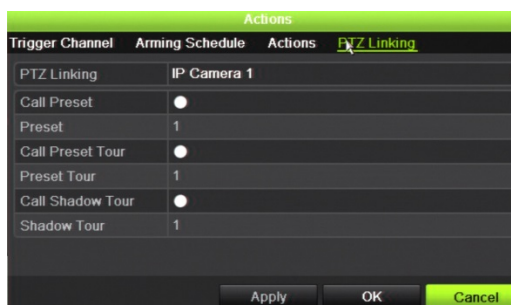 Actions
Trigger Channel Arming Schedule Actions PTZ Linking
PTZ Linking IP Camera 1
Call Preset
Preset 1
Call Preset Tour
Preset Tour 1
Call Shadow Tour
Shadow Tour 1
Apply OK Cancel